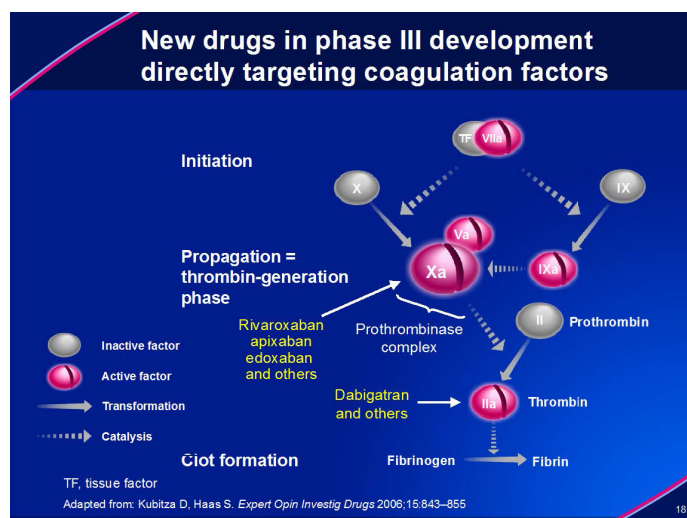 New drugs in phase III development
directly targeting coagulation factors
TF
VIIa
Initiation
X
IX
Va
Propagation =
thrombin-generation
phase
Xa
IXa
Rivaroxaban
apixaban
edoxaban
and others
Prothrombinase
complex
II
Prothrombin
Inactive factor
Active factor
Dabigatran
and others
IIa
Thrombin
Transformation
Catalysis
Clot formation
Fibrinogen
Fibrin
TF, tissue factor
Adapted from: Kubitza D, Haas S. Expert Opin Investig Drugs 2006;15:843–855
18